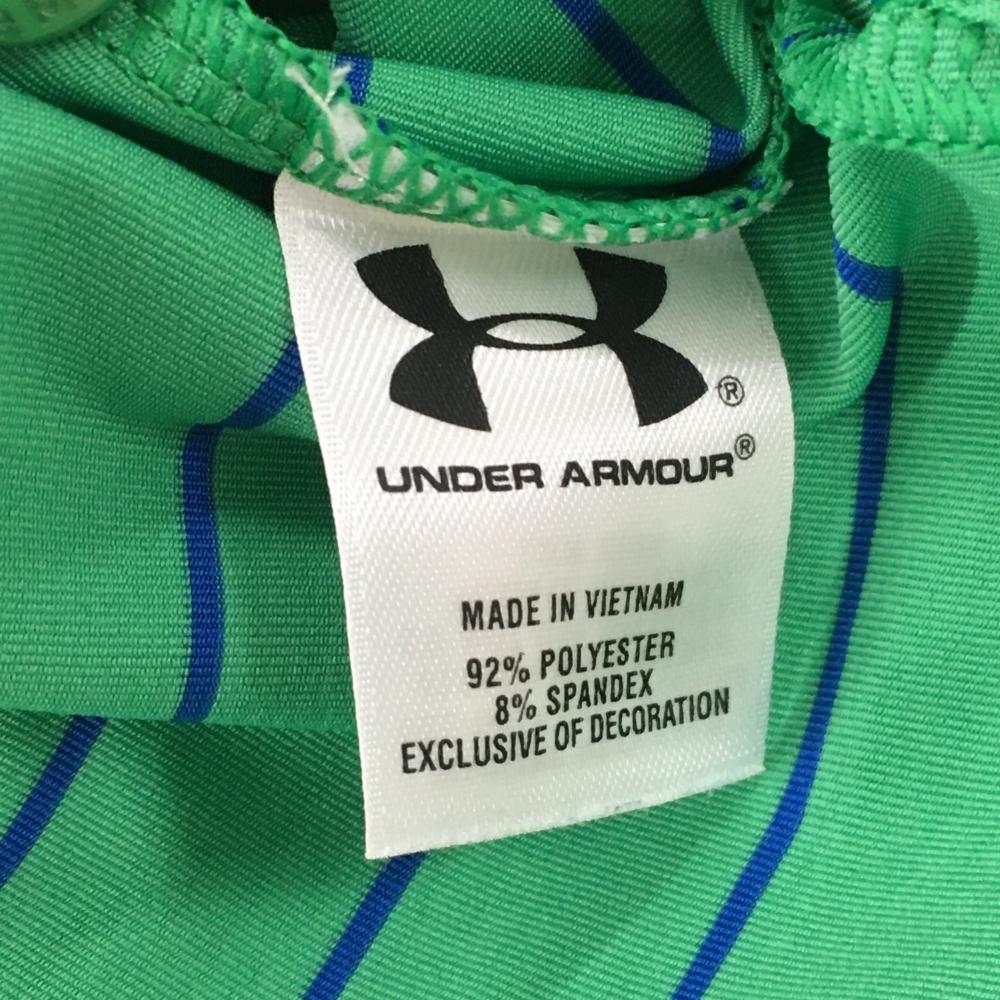 ®
UNDER ARMOUR®
MADE IN VIETNAM
92% POLYESTER
8% SPANDEX
EXCLUSIVE OF DECORATION